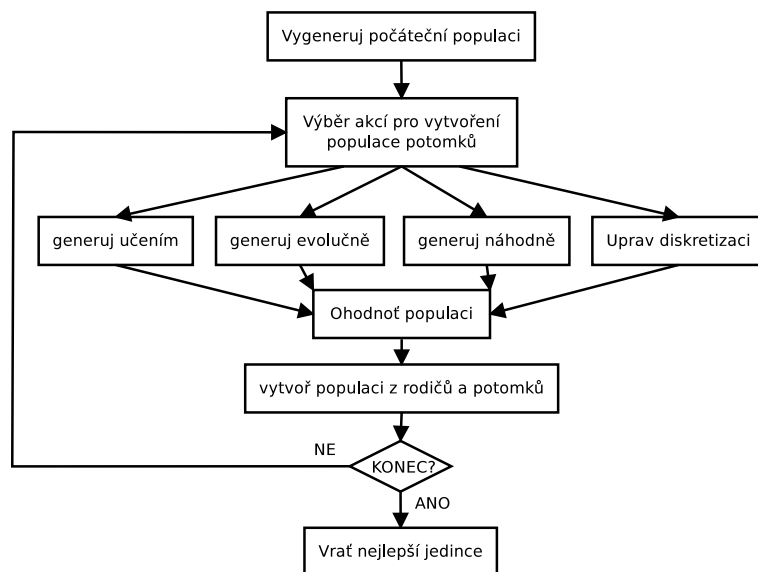 Vygeneruj počáteční populaci
Výběr akcí pro vytvoření
populace potomků
generuj učením
generuj evolučně
generuj náhodně
Uprav diskretizaci
Ohodnoť populaci
vytvoř populaci z rodičů a potomků
NE
KONEC?
ANO
Vrať nejlepší jedince